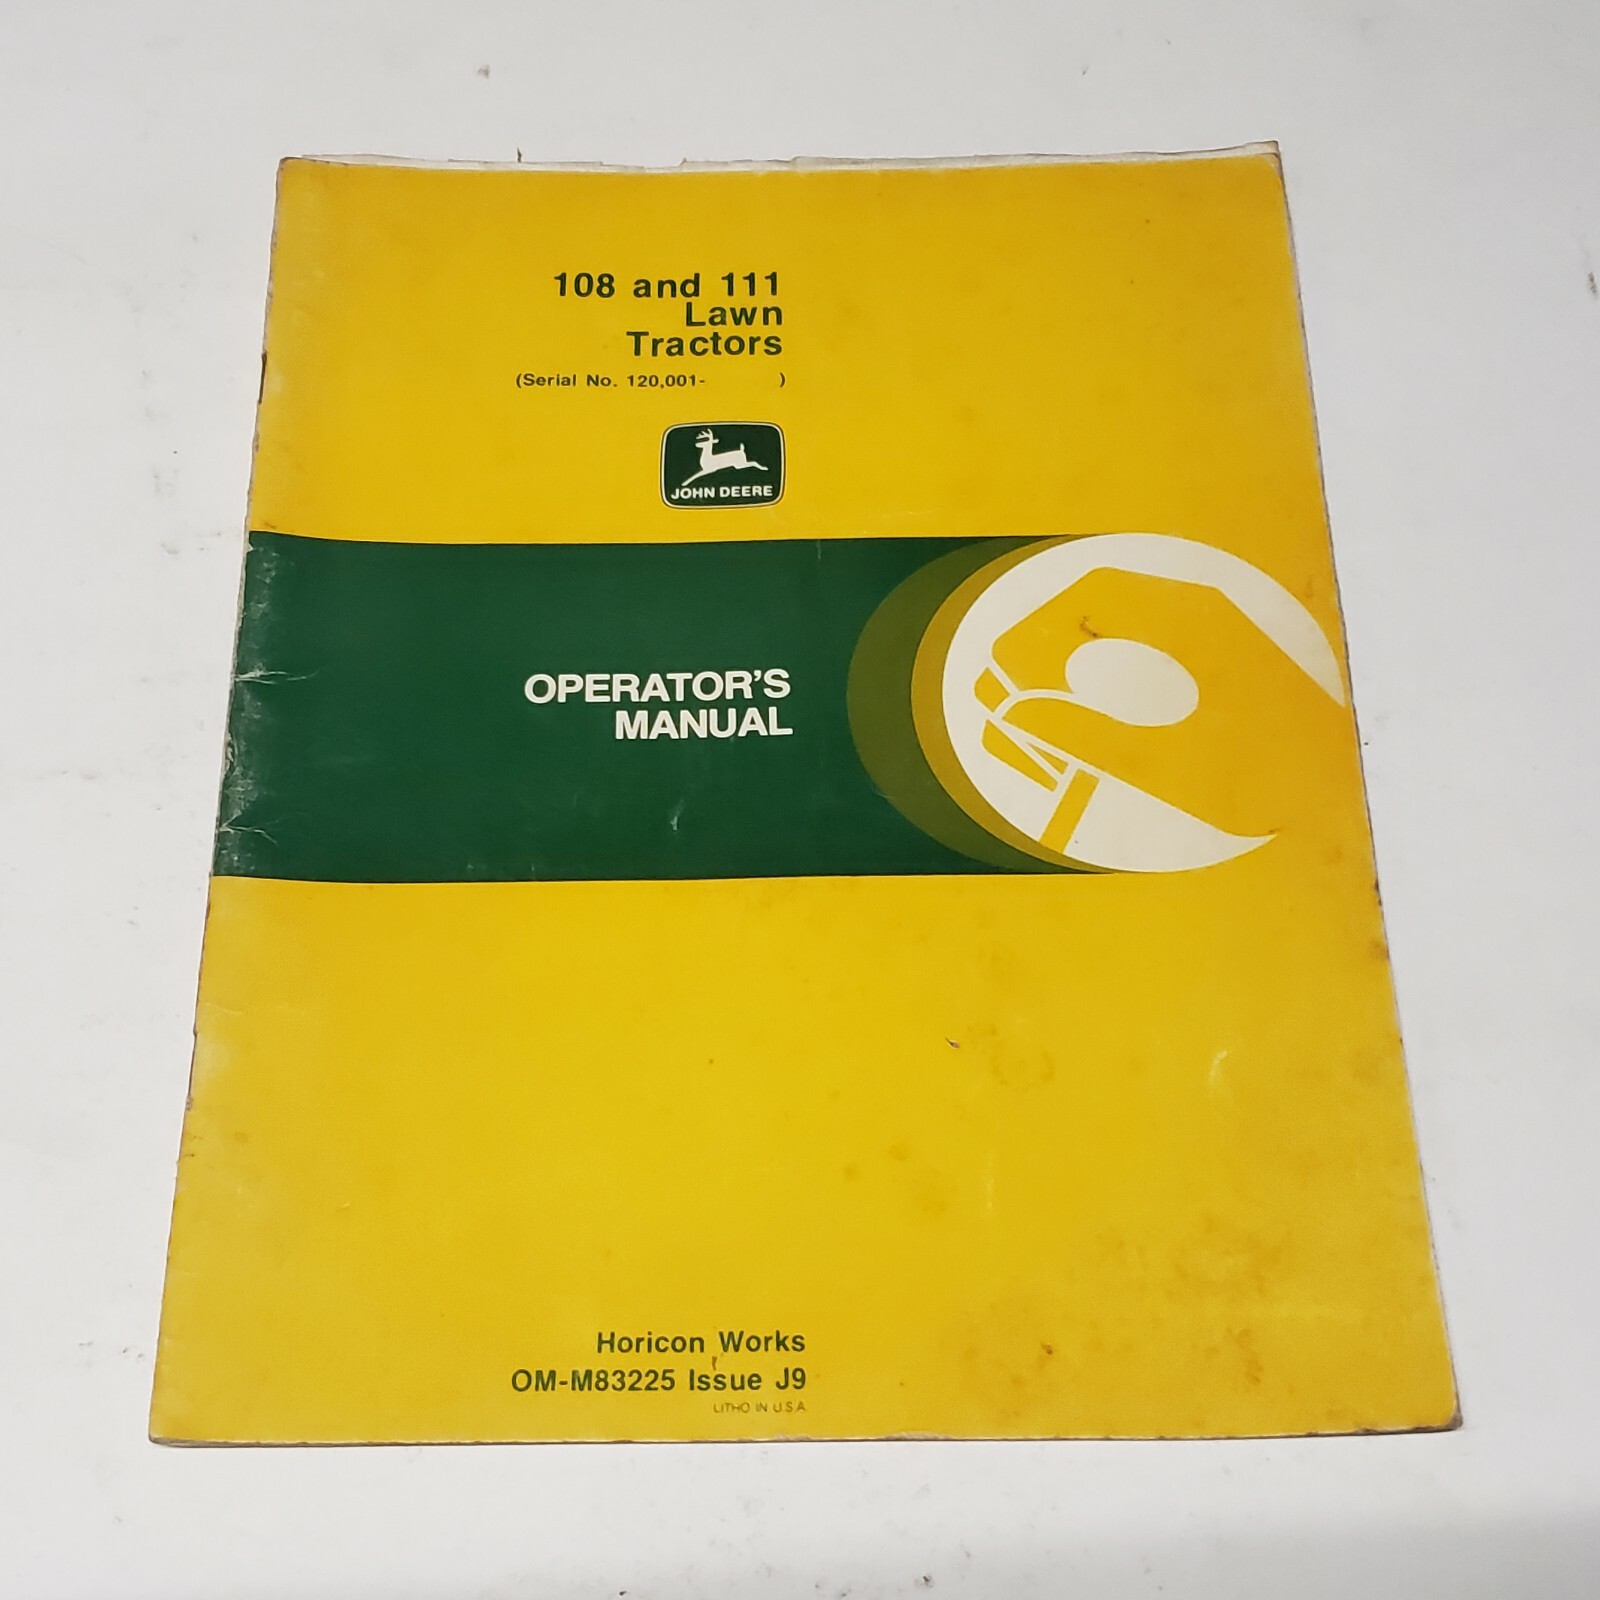 108 and 111
Lawn
Tractors
(Serial No. 120,001-          )
JOHN DEERE
OPERATOR'S
MANUAL
Horicon Works
OM-M83225 Issue J9
LITHO IN U.S.A.